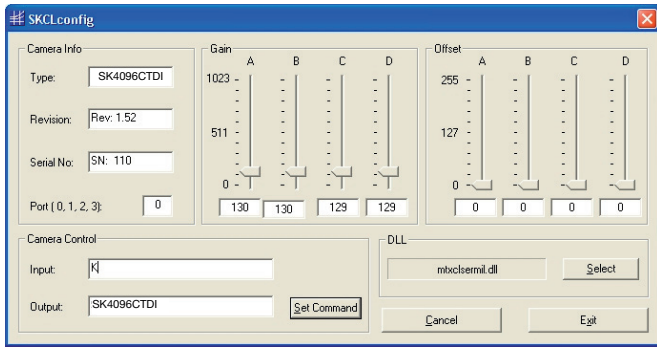 SKCLconfig
Camera Info
Type: SK4096CTDI
Revision: Rev: 1.52
Serial No: SN: 110
Port ( 0, 1, 2, 3): 0
Gain
A B C D
1023
511
0
130 130 129 129
Offset
A B C D
255
127
0
0 0 0 0
Camera Control
Input: K
Output: SK4096CTDI
Set Command
DLL
mtxclsermil.dll
Select
Cancel
Exit